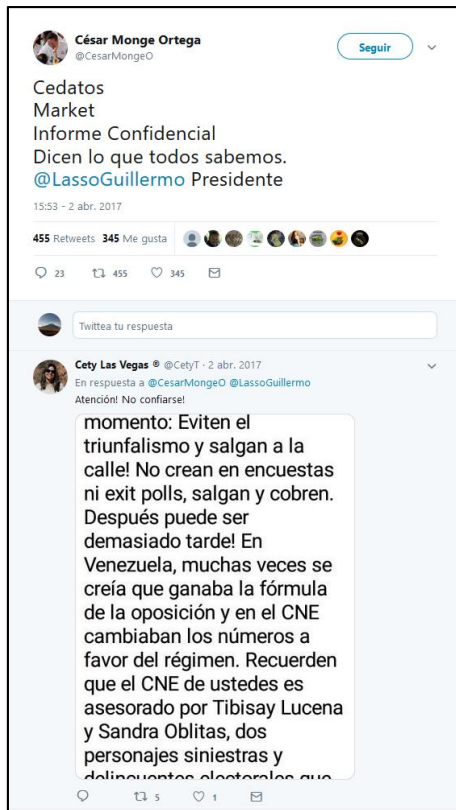 César Monge Ortega
@CesarMongeO
Seguir
Cedatos
Market
Informe Confidencial
Dicen lo que todos sabemos.
@LassoGuillermo Presidente
15:53 - 2 abr. 2017
455 Retweets 345 Me gusta
23 455 345
Twittea tu respuesta
Cety Las Vegas ® @CetyT · 2 abr. 2017
En respuesta a @CesarMongeO @LassoGuillermo
Atención! No confiarse!
momento: Eviten el
triunfalismo y salgan a la
calle! No crean en encuestas
ni exit polls, salgan y cobren.
Después puede ser
demasiado tarde! En
Venezuela, muchas veces se
creía que ganaba la fórmula
de la oposición y en el CNE
cambiaban los números a
favor del régimen. Recuerden
que el CNE de ustedes es
asesorado por Tibisay Lucena
y Sandra Oblitas, dos
personajes siniestras y
delincuentes electorales que
5 1